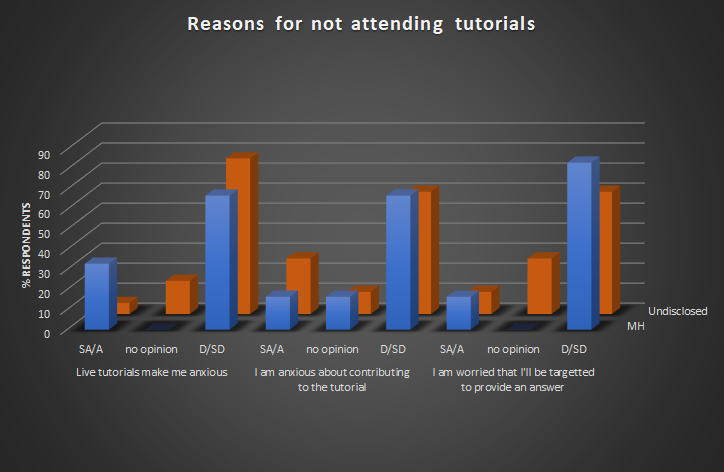 Reasons for not attending tutorials
90
80
70
60
50
40
30
20
10
0
% RESPONDENTS
Undisclosed
MH
SA/A no opinion D/SD SA/A no opinion D/SD SA/A no opinion D/SD
Live tutorials make me anxious
I am anxious about contributing
to the tutorial
I am worried that I'll be targetted
to provide an answer